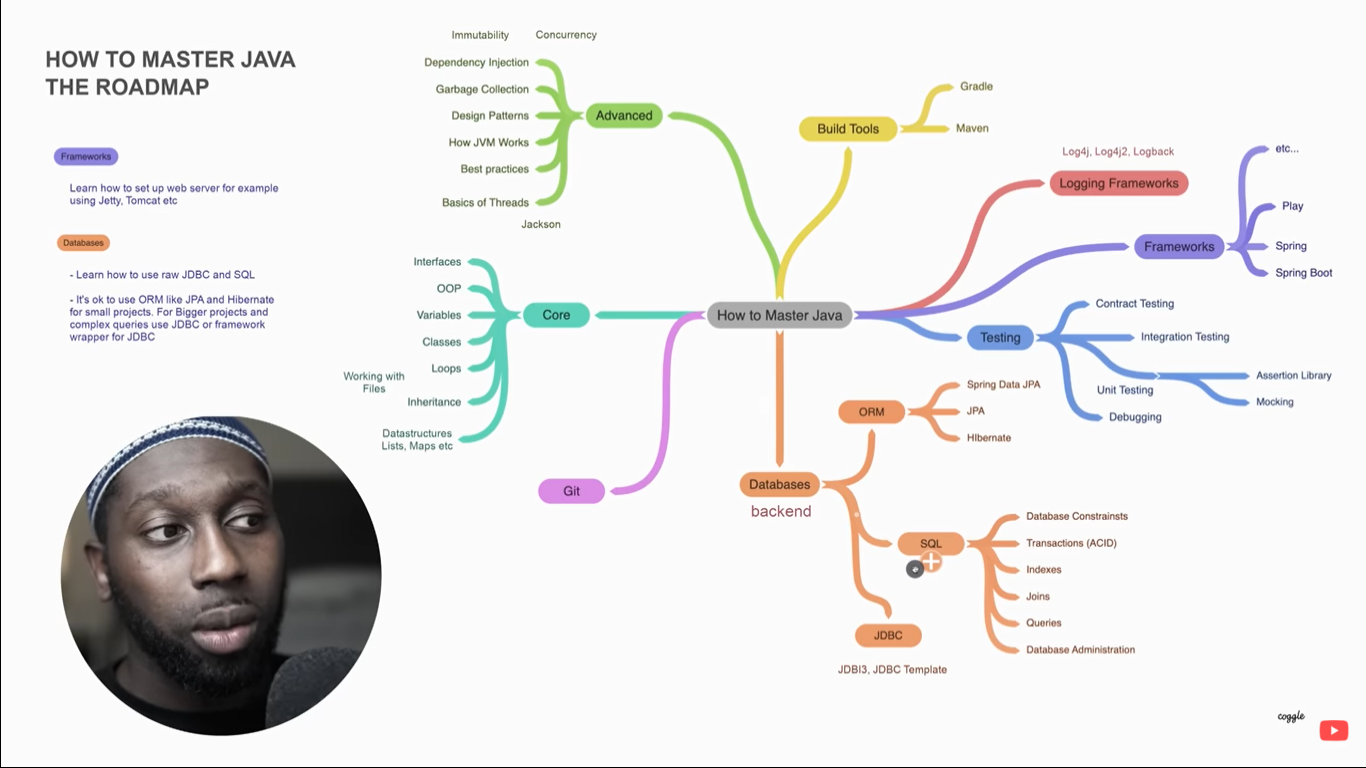 HOW TO MASTER JAVA
THE ROADMAP
Frameworks
Learn how to set up web server for example
using Jetty, Tomcat etc
Databases
- Learn how to use raw JDBC and SQL
- It's ok to use ORM like JPA and Hibernate
for small projects. For Bigger projects and
complex queries use JDBC or framework
wrapper for JDBC
Immutability
Concurrency
Dependency Injection
Garbage Collection
Design Patterns
How JVM Works
Best practices
Basics of Threads
Jackson
Advanced
Interfaces
OOP
Variables
Classes
Loops
Working with
Files
Inheritance
Datastructures
Lists, Maps etc
Core
Git
How to Master Java
Build Tools
Gradle
Maven
Log4j, Log4j2, Logback
Logging Frameworks
Frameworks
etc...
Play
Spring
Spring Boot
Testing
Contract Testing
Integration Testing
Unit Testing
Assertion Library
Mocking
Debugging
Databases
backend
ORM
Spring Data JPA
JPA
HIbernate
SQL
Database Constrainsts
Transactions (ACID)
Indexes
Joins
Queries
Database Administration
JDBC
JDBI3, JDBC Template
coggle